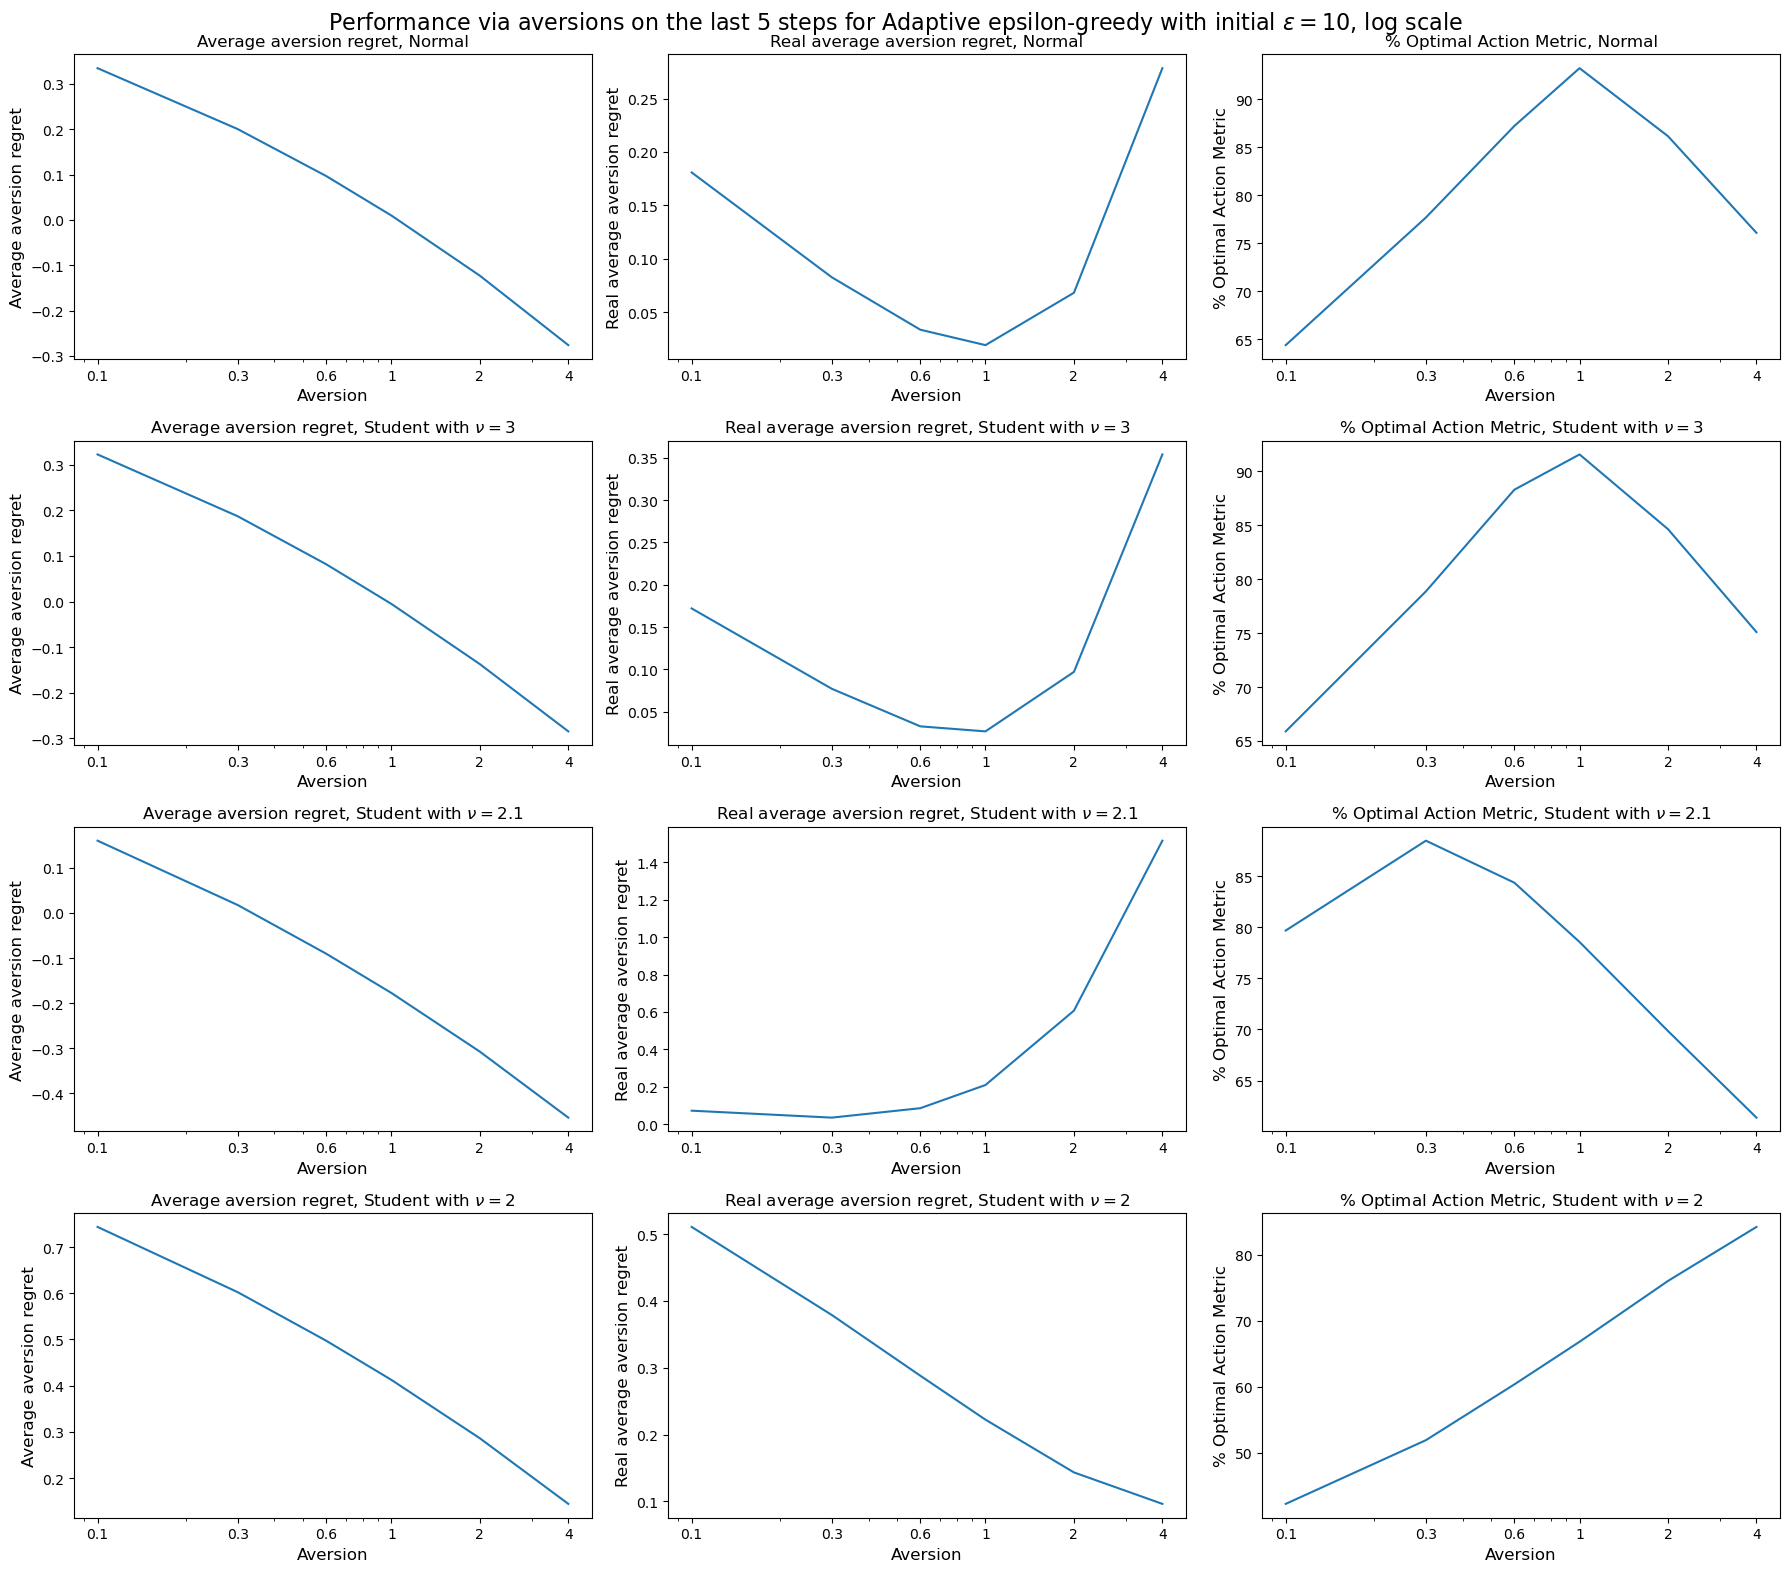 Performance via aversions on the last 5 steps for Adaptive epsilon-greedy with initial ε = 10, log scale
Average aversion regret, Normal
Real average aversion regret, Normal
% Optimal Action Metric, Normal
Average aversion regret
0.3
0.2
0.1
0.0
−0.1
−0.2
−0.3
0.1 0.3 0.6 1 2 4
Aversion
Real average aversion regret
0.25
0.20
0.15
0.10
0.05
0.1 0.3 0.6 1 2 4
Aversion
% Optimal Action Metric
90
85
80
75
70
65
0.1 0.3 0.6 1 2 4
Aversion
Average aversion regret, Student with ν = 3
Real average aversion regret, Student with ν = 3
% Optimal Action Metric, Student with ν = 3
Average aversion regret
0.3
0.2
0.1
0.0
−0.1
−0.2
−0.3
0.1 0.3 0.6 1 2 4
Aversion
Real average aversion regret
0.35
0.30
0.25
0.20
0.15
0.10
0.05
0.1 0.3 0.6 1 2 4
Aversion
% Optimal Action Metric
90
85
80
75
70
65
0.1 0.3 0.6 1 2 4
Aversion
Average aversion regret, Student with ν = 2.1
Real average aversion regret, Student with ν = 2.1
% Optimal Action Metric, Student with ν = 2.1
Average aversion regret
0.1
0.0
−0.1
−0.2
−0.3
−0.4
0.1 0.3 0.6 1 2 4
Aversion
Real average aversion regret
1.4
1.2
1.0
0.8
0.6
0.4
0.2
0.0
0.1 0.3 0.6 1 2 4
Aversion
% Optimal Action Metric
85
80
75
70
65
0.1 0.3 0.6 1 2 4
Aversion
Average aversion regret, Student with ν = 2
Real average aversion regret, Student with ν = 2
% Optimal Action Metric, Student with ν = 2
Average aversion regret
0.7
0.6
0.5
0.4
0.3
0.2
0.1 0.3 0.6 1 2 4
Aversion
Real average aversion regret
0.5
0.4
0.3
0.2
0.1
0.1 0.3 0.6 1 2 4
Aversion
% Optimal Action Metric
80
70
60
50
0.1 0.3 0.6 1 2 4
Aversion